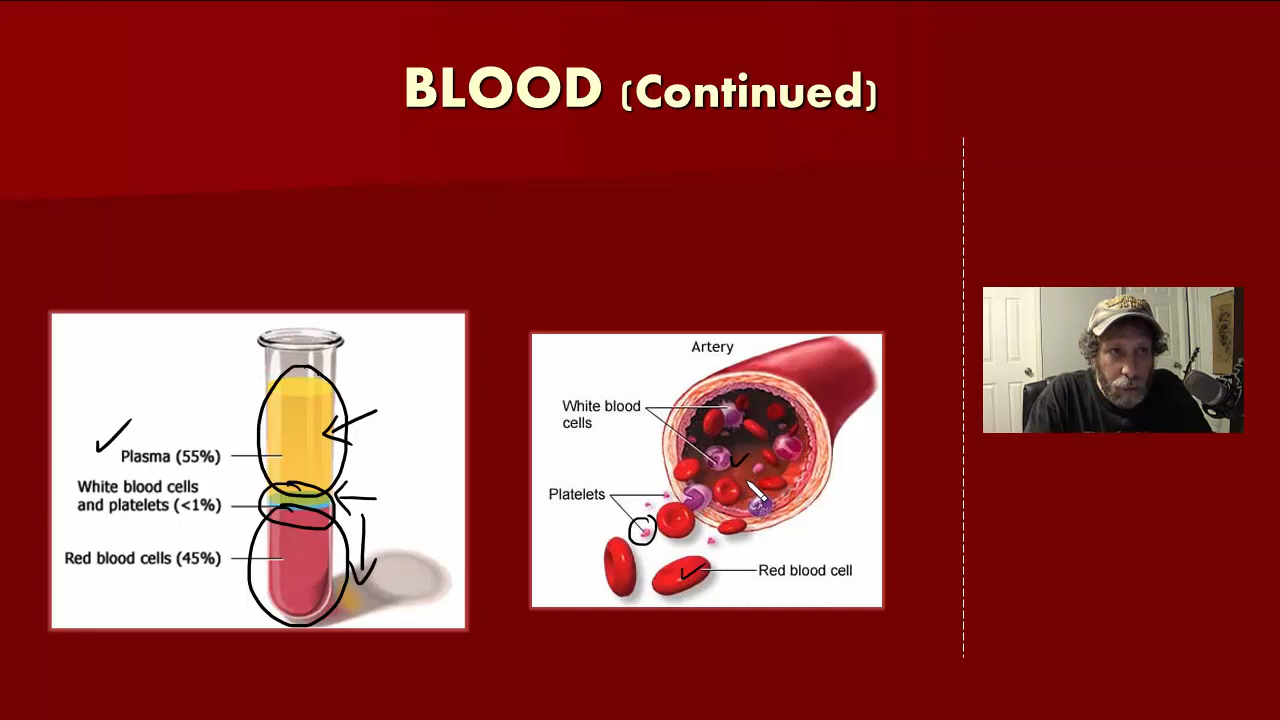 BLOOD (Continued)
Plasma (55%)
White blood cells
and platelets (<1%)
Red blood cells (45%)
Artery
White blood
cells
Platelets
Red blood cell